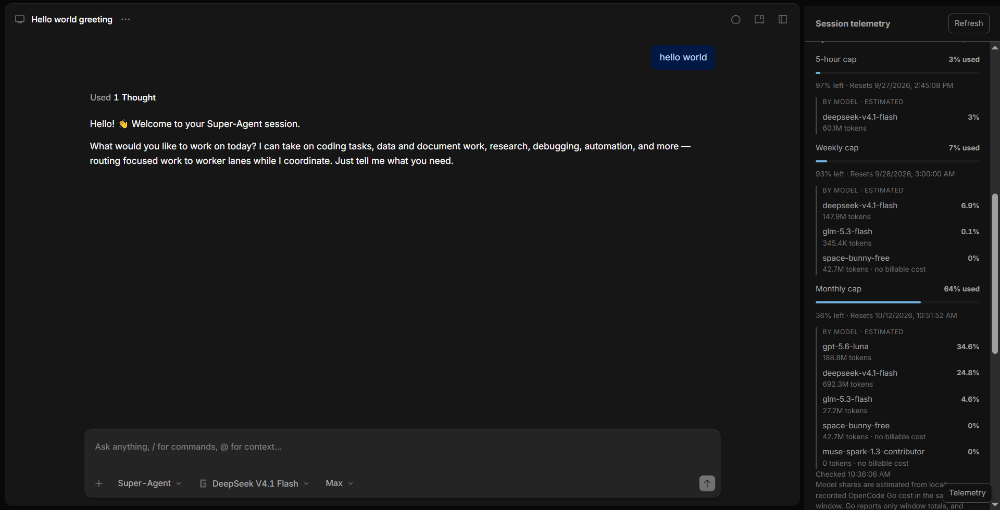 Hello world greeting
hello world
Used 1 Thought
Hello! 👋 Welcome to your Super-Agent session.
What would you like to work on today? I can take on coding tasks, data and document work, research, debugging, automation, and more —
routing focused work to worker lanes while I coordinate. Just tell me what you need.
Ask anything, / for commands, @ for context...
Super-Agent
DeepSeek V4.1 Flash
Max
Session telemetry
Refresh
5-hour cap 3% used
97% left · Resets 9/27/2026, 2:45:08 PM
BY MODEL · ESTIMATED
deepseek-v4.1-flash 3%
60.1M tokens
Weekly cap 7% used
93% left · Resets 9/28/2026, 3:00:00 AM
BY MODEL · ESTIMATED
deepseek-v4.1-flash 6.9%
147.9M tokens
glm-5.3-flash 0.1%
345.4K tokens
space-bunny-free 0%
42.7M tokens · no billable cost
Monthly cap 64% used
36% left · Resets 10/12/2026, 10:51:52 AM
BY MODEL · ESTIMATED
gpt-5.6-luna 34.6%
188.8M tokens
deepseek-v4.1-flash 24.8%
692.3M tokens
glm-5.3-flash 4.6%
27.2M tokens
space-bunny-free 0%
42.7M tokens · no billable cost
muse-spark-1.3-contributor 0%
0 tokens · no billable cost
Checked 10:36:06 AM
Model shares are estimated from
recorded OpenCode Go cost in the
window. Go reports only window totals, and
Telemetry